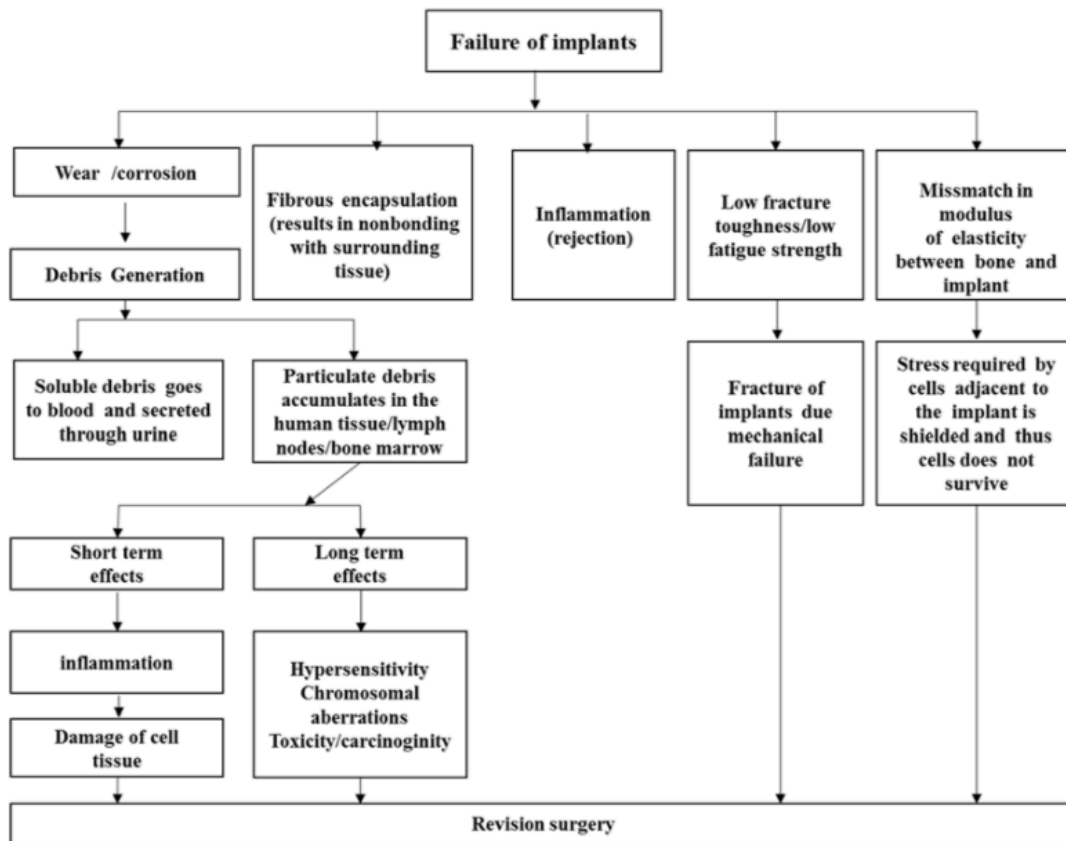 Failure of implants
Wear /corrosion
Debris Generation
Fibrous encapsulation
(results in nonbonding
with surrounding
tissue)
Inflammation
(rejection)
Low fracture
toughness/low
fatigue strength
Missmatch in
modulus
of elasticity
between bone and
implant
Soluble debris goes
to blood and secreted
through urine
Particulate debris
accumulates in the
human tissue/lymph
nodes/bone marrow
Fracture of
implants due
mechanical
failure
Stress required by
cells adjacent to
the implant is
shielded and thus
cells does not
survive
Short term
effects
Long term
effects
inflammation
Hypersensitivity
Chromosomal
aberrations
Toxicity/carcinoginity
Damage of cell
tissue
Revision surgery